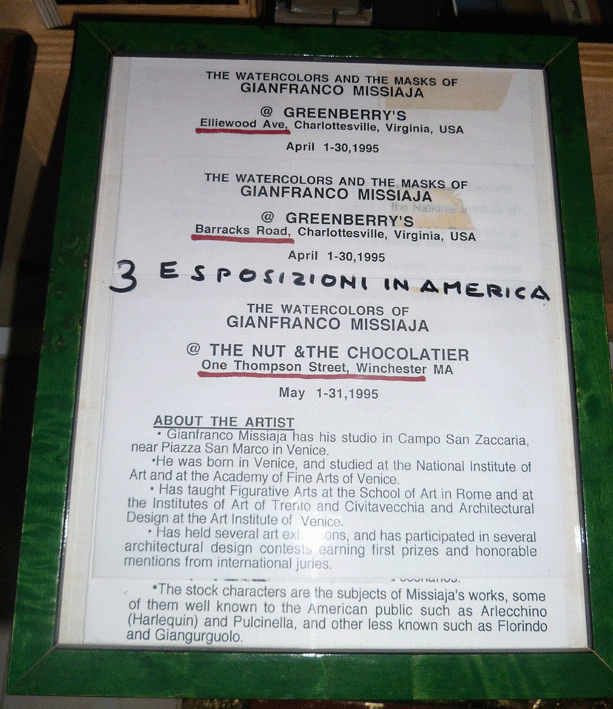 THE WATERCOLORS AND THE MASKS OF
GIANFRANCO MISSIAJA
@ GREENBERRY'S
Elliewood Ave, Charlottesville, Virginia, USA
April 1-30,1995
THE WATERCOLORS AND THE MASKS OF
GIANFRANCO MISSIAJA
@ GREENBERRY'S
Barracks Road, Charlottesville, Virginia, USA
April 1-30,1995
3 ESPOSIZIONI IN AMERICA
THE WATERCOLORS OF
GIANFRANCO MISSIAJA
@ THE NUT &THE CHOCOLATIER
One Thompson Street, Winchester MA
May 1-31,1995
ABOUT THE ARTIST
• Gianfranco Missiaja has his studio in Campo San Zaccaria,
near Piazza San Marco in Venice.
•He was born in Venice, and studied at the National Institute of
Art and at the Academy of Fine Arts of Venice.
• Has taught Figurative Arts at the School of Art in Rome and at
the Institutes of Art of Trento and Civitavecchia and Architectural
Design at the Art Institute of Venice.
• Has held several art and has participated in several
architectural design contests earning first prizes and honorable
mentions from international juries.
•The stock characters are the subjects of Missiaja's works, some
of them well known to the American public such as Arlecchino
(Harlequin) and Pulcinella, and other less known such as Florindo
and Giangurguolo.